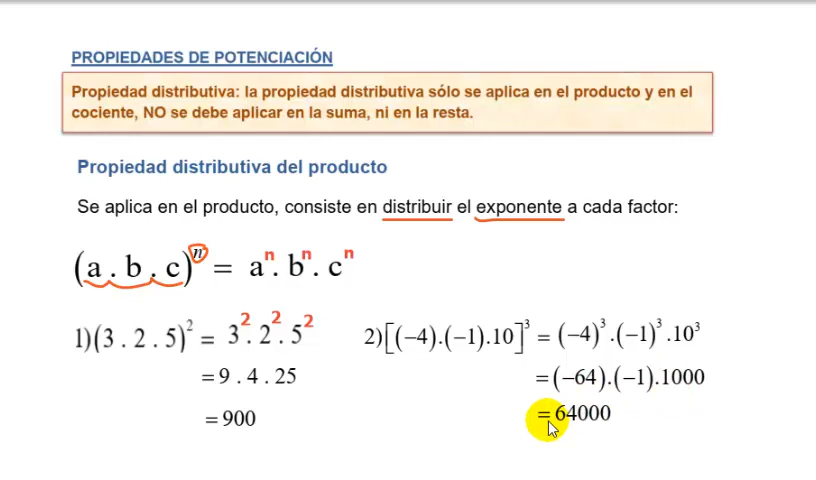 PROPIEDADES DE POTENCIACIÓN
Propiedad distributiva: la propiedad distributiva sólo se aplica en el producto y en el
cociente, NO se debe aplicar en la suma, ni en la resta.
Propiedad distributiva del producto
Se aplica en el producto, consiste en distribuir el exponente a cada factor:
(a . b . c)ⁿ = aⁿ. bⁿ. cⁿ
1)(3 . 2 . 5)² = 3². 2². 5²
= 9 . 4 . 25
= 900
2)[(−4).(−1).10]³ = (−4)³.(−1)³.10³
= (−64).(−1).1000
= 64000